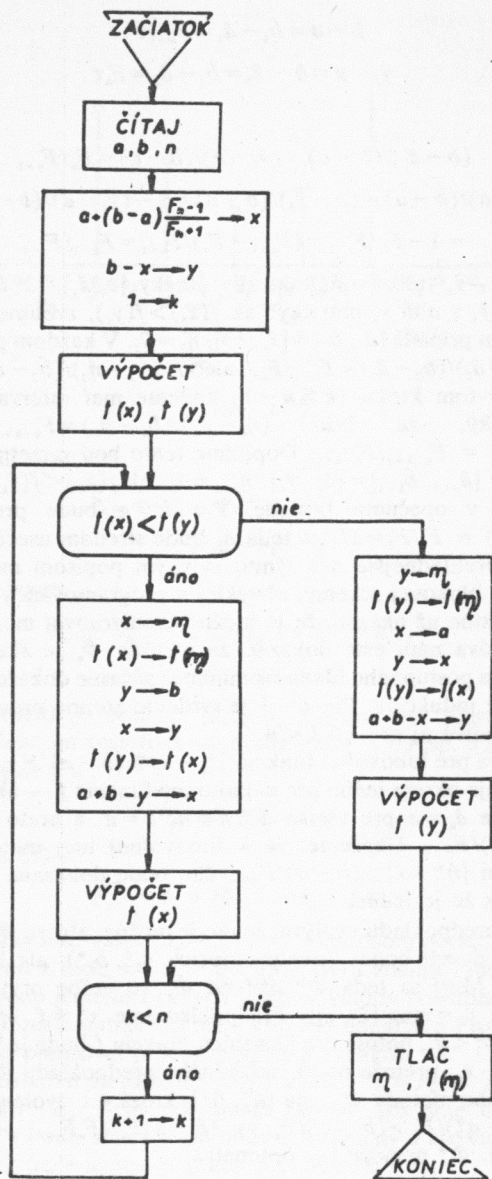 ZAČIATOK
ČÍTAJ
a, b, n
a+(b-a) F_{n-1}/F_{n+1} → x
b-x → y
1 → k
VÝPOČET
f(x), f(y)
f(x)<f(y)
nie
áno
x → η
f(x) → f(η)
y → b
x → y
f(y) → f(x)
a+b-y → x
VÝPOČET
f(x)
y → η
f(y) → f(η)
x → a
y → x
f(y) → f(x)
a+b-x → y
VÝPOČET
f(y)
k<n
nie
áno
k+1 → k
TLAČ
η, f(η)
KONIEC